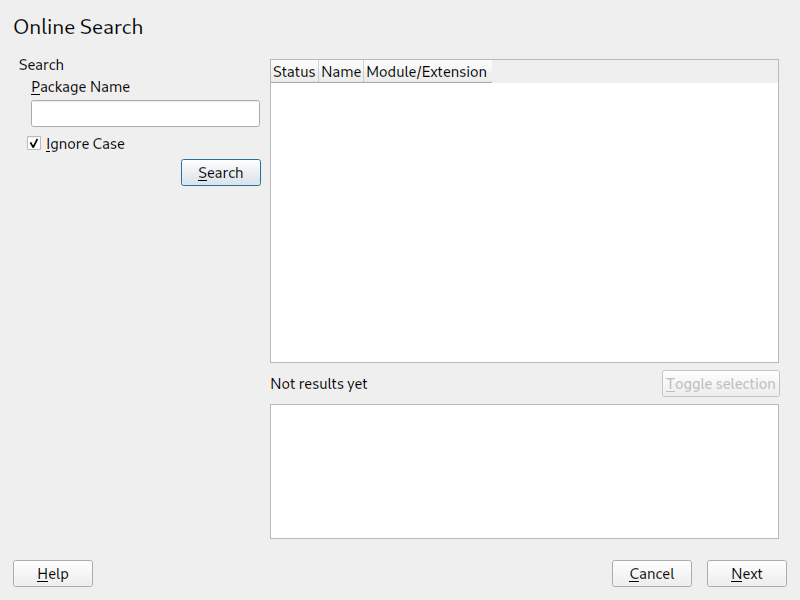 Online Search
Search
Package Name
Ignore Case
Search
Status Name Module/Extension
Not results yet
Toggle selection
Help
Cancel
Next